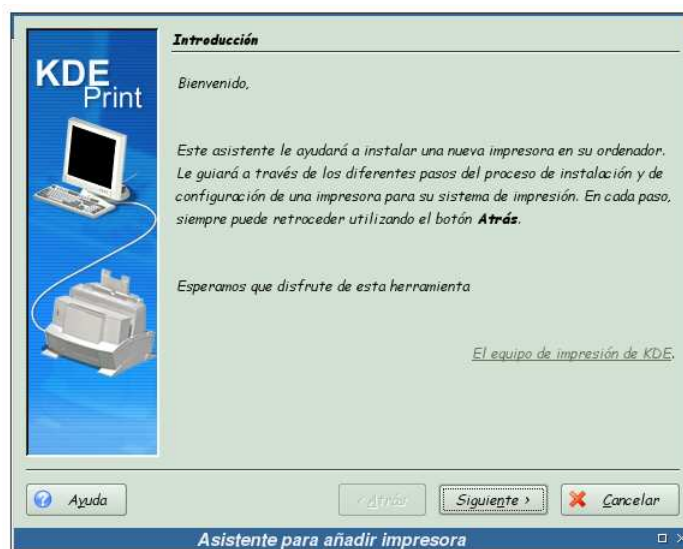 Introducción
KDE
Print
Bienvenido,
Este asistente le ayudará a instalar una nueva impresora en su ordenador.
Le guiará a través de los diferentes pasos del proceso de instalación y de
configuración de una impresora para su sistema de impresión. En cada paso,
siempre puede retroceder utilizando el botón Atrás.
Esperamos que disfrute de esta herramienta
El equipo de impresión de KDE.
Ayuda
< Atrás
Siguiente >
Cancelar
Asistente para añadir impresora